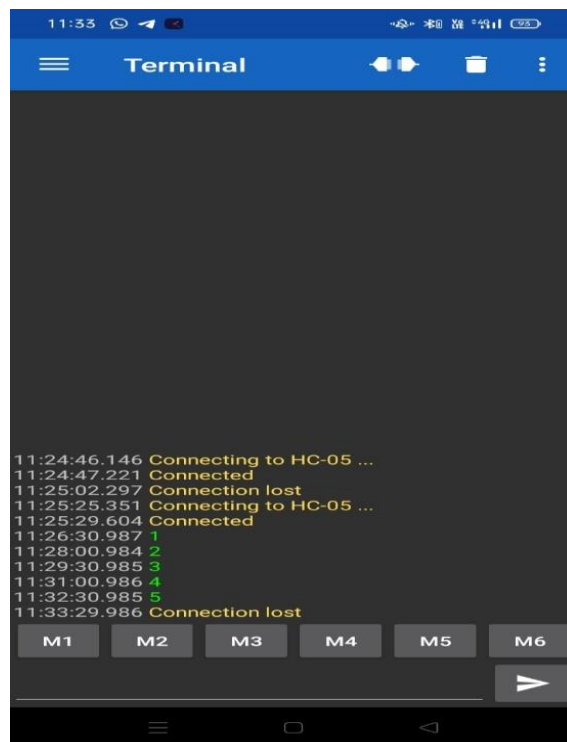 11:33
Terminal
11:24:46.146 Connecting to HC-05 ...
11:24:47.221 Connected
11:25:02.297 Connection lost
11:25:25.351 Connecting to HC-05 ...
11:25:29.604 Connected
11:26:30.987 1
11:28:00.984 2
11:29:30.985 3
11:31:00.986 4
11:32:30.985 5
11:33:29.986 Connection lost
M1 M2 M3 M4 M5 M6